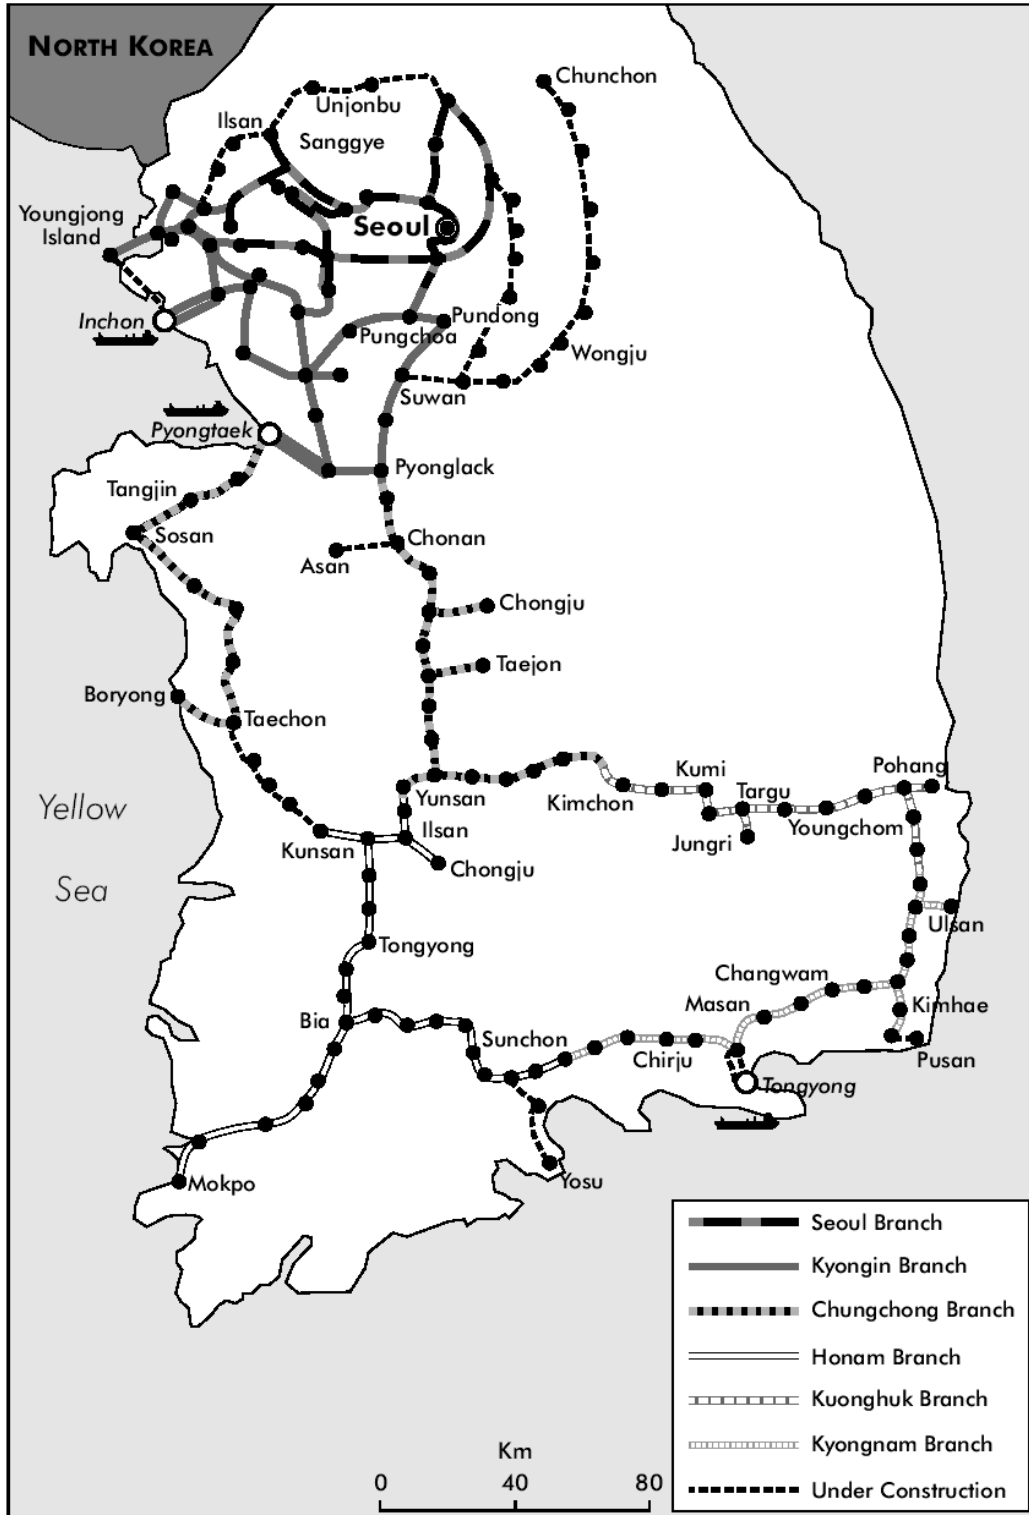 NORTH KOREA
Chunchon
Unjonbu
Ilsan
Sanggye
Youngjong
Island
Seoul
Inchon
Pundong
Pungchoa
Wongju
Suwan
Pyongtaek
Pyonglack
Tangjin
Sosan
Chonan
Asan
Chongju
Taejon
Boryong
Taechon
Yellow
Sea
Yunsan
Kimchon
Kumi
Pohang
Targu
Youngchom
Jungri
Ilsan
Kunsan
Chongju
Ulsan
Tongyong
Changwam
Masan
Kimhae
Bia
Sunchon
Chirju
Pusan
Tongyong
Mokpo
Yosu
Seoul Branch
Kyongin Branch
Chungchong Branch
Honam Branch
Kuonghuk Branch
Kyongnam Branch
Under Construction
Km
0 40 80